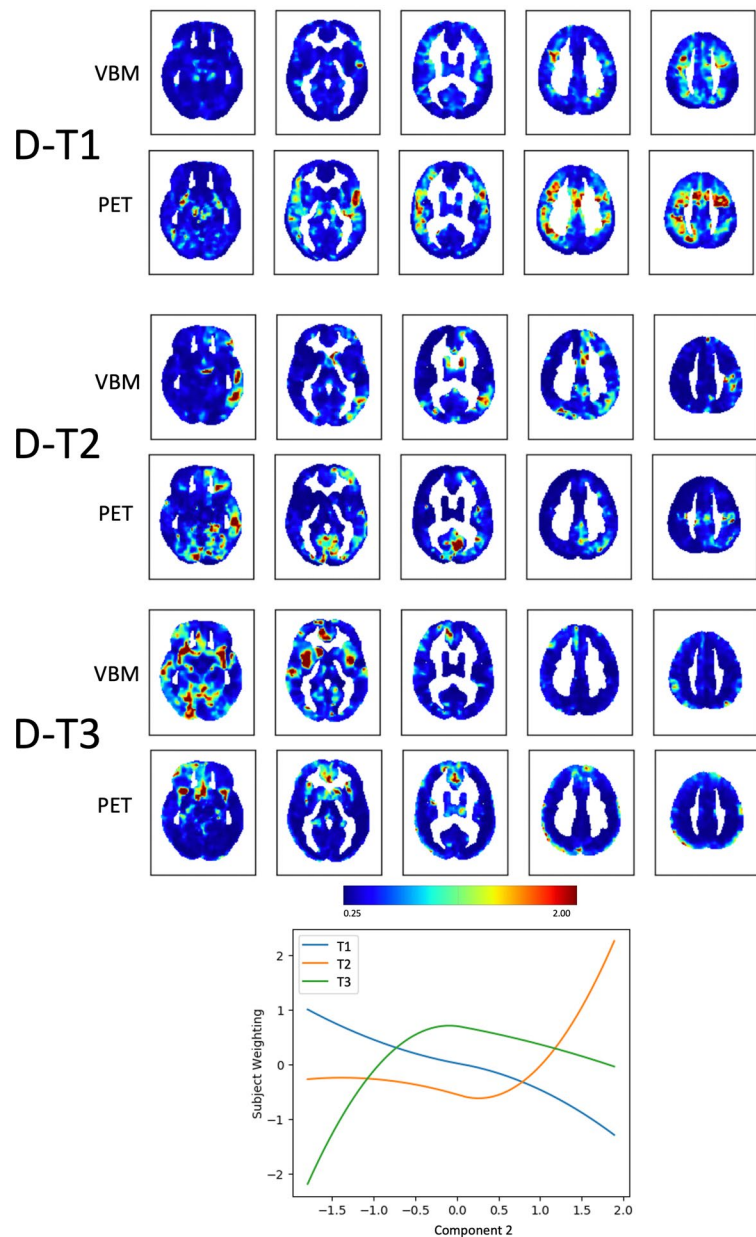 VBM
D-T1
PET
VBM
D-T2
PET
VBM
D-T3
PET
0.25 2.00
T1
T2
T3
2
1
0
−1
−2
Subject Weighting
−1.5 −1.0 −0.5 0.0 0.5 1.0 1.5 2.0
Component 2